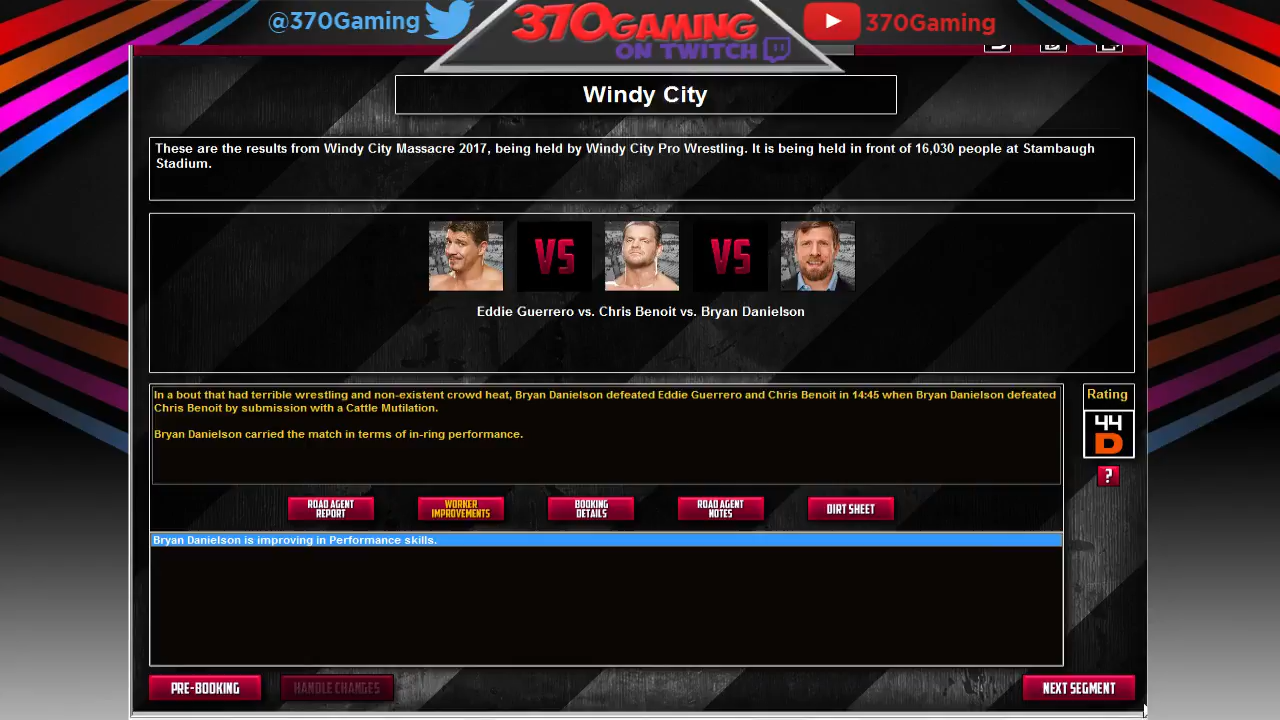 @370Gaming
370GAMING
ON TWITCH
370Gaming
Windy City
These are the results from Windy City Massacre 2017, being held by Windy City Pro Wrestling. It is being held in front of 16,030 people at Stambaugh
Stadium.
VS
VS
Eddie Guerrero vs. Chris Benoit vs. Bryan Danielson
In a bout that had terrible wrestling and non-existent crowd heat, Bryan Danielson defeated Eddie Guerrero and Chris Benoit in 14:45 when Bryan Danielson defeated
Chris Benoit by submission with a Cattle Mutilation.
Bryan Danielson carried the match in terms of in-ring performance.
Rating
44
D
?
ROAD AGENT
REPORT
WORKER
IMPROVEMENTS
BOOKING
DETAILS
ROAD AGENT
NOTES
DIRT SHEET
Bryan Danielson is improving in Performance skills.
PRE-BOOKING
HANDLE CHANGES
NEXT SEGMENT